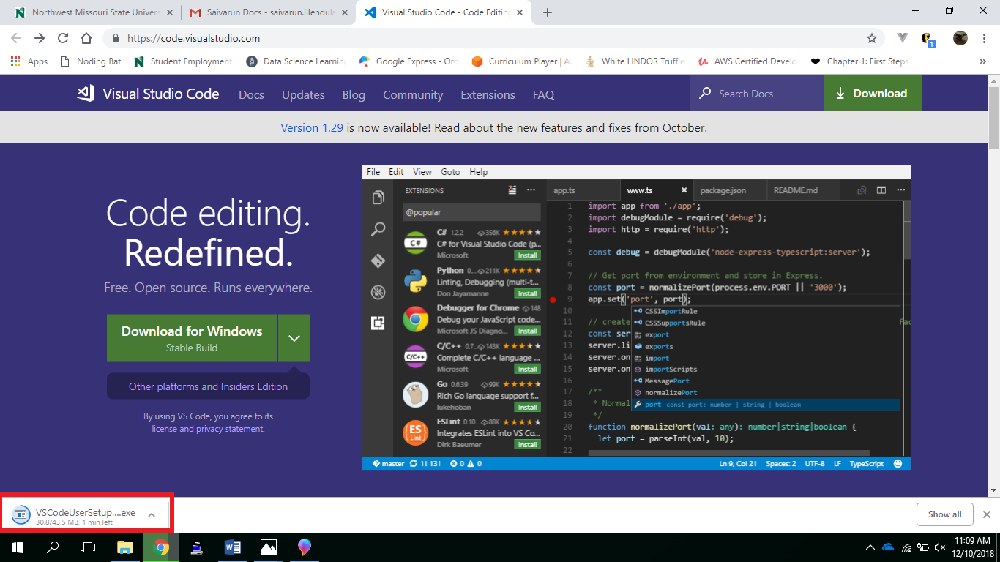 Northwest Missouri State Univers
Saivarun Docs - saivarun.illendula
Visual Studio Code - Code Editing
https://code.visualstudio.com
1
Apps
Noding Bat
Student Employment
Data Science Learning
Google Express - Ord
Curriculum Player | A
White LINDOR Truffle
AWS Certified Develo
Chapter 1: First Steps
»
Visual Studio Code
Docs
Updates
Blog
Community
Extensions
FAQ
Search Docs
Download
Version 1.29 is now available! Read about the new features and fixes from October.
Code editing.
Redefined.
Free. Open source. Runs everywhere.
Download for Windows
Stable Build
Other platforms and Insiders Edition
By using VS Code, you agree to its
license and privacy statement.
File Edit View Goto Help
EXTENSIONS
@popular
C# 1.2.2 356K
C# for Visual Studio Code (p...
Microsoft
Install
Python 0.... 211K
Linting, Debugging (multi-t...
Don Jayamanne
Install
Debugger for Chrome 148
Debug your JavaScript code...
Microsoft JS Diagno...
Install
C/C++ 0.7... 143K
Complete C/C++ language ...
Microsoft
Install
Go 0.6.39 99K
Rich Go language support f...
lukehoban
Install
ESLint 0.10... 88K
Integrates ESLint into VS Co...
Dirk Baeumer
Install
app.ts
www.ts
package.json
README.md
1 import app from './app';
2 import debugModule = require('debug');
3 import http = require('http');
4
5 const debug = debugModule('node-express-typescript:server');
6
7 // Get port from environment and store in Express.
8 const port = normalizePort(process.env.PORT || '3000');
9 app.set('port', port);
10
11 // create
12 const ser
13 server.li
14 server.on
15 server.on
16
17 /**
18 * Normal
19 */
20 function normalizePort(val: any): number|string|boolean {
21 let port = parseInt(val, 10);
22
CSSImportRule
CSSSupportsRule
export
exports
import
importScripts
MessagePort
normalizePort
port const port: number | string | boolean
master 1↓ 13↑ 0 0
Ln 9, Col 21 Spaces: 2 UTF-8 LF TypeScript
VSCodeUserSetup....exe
30.8/43.5 MB, 1 min left
Show all
11:09 AM
12/10/2018